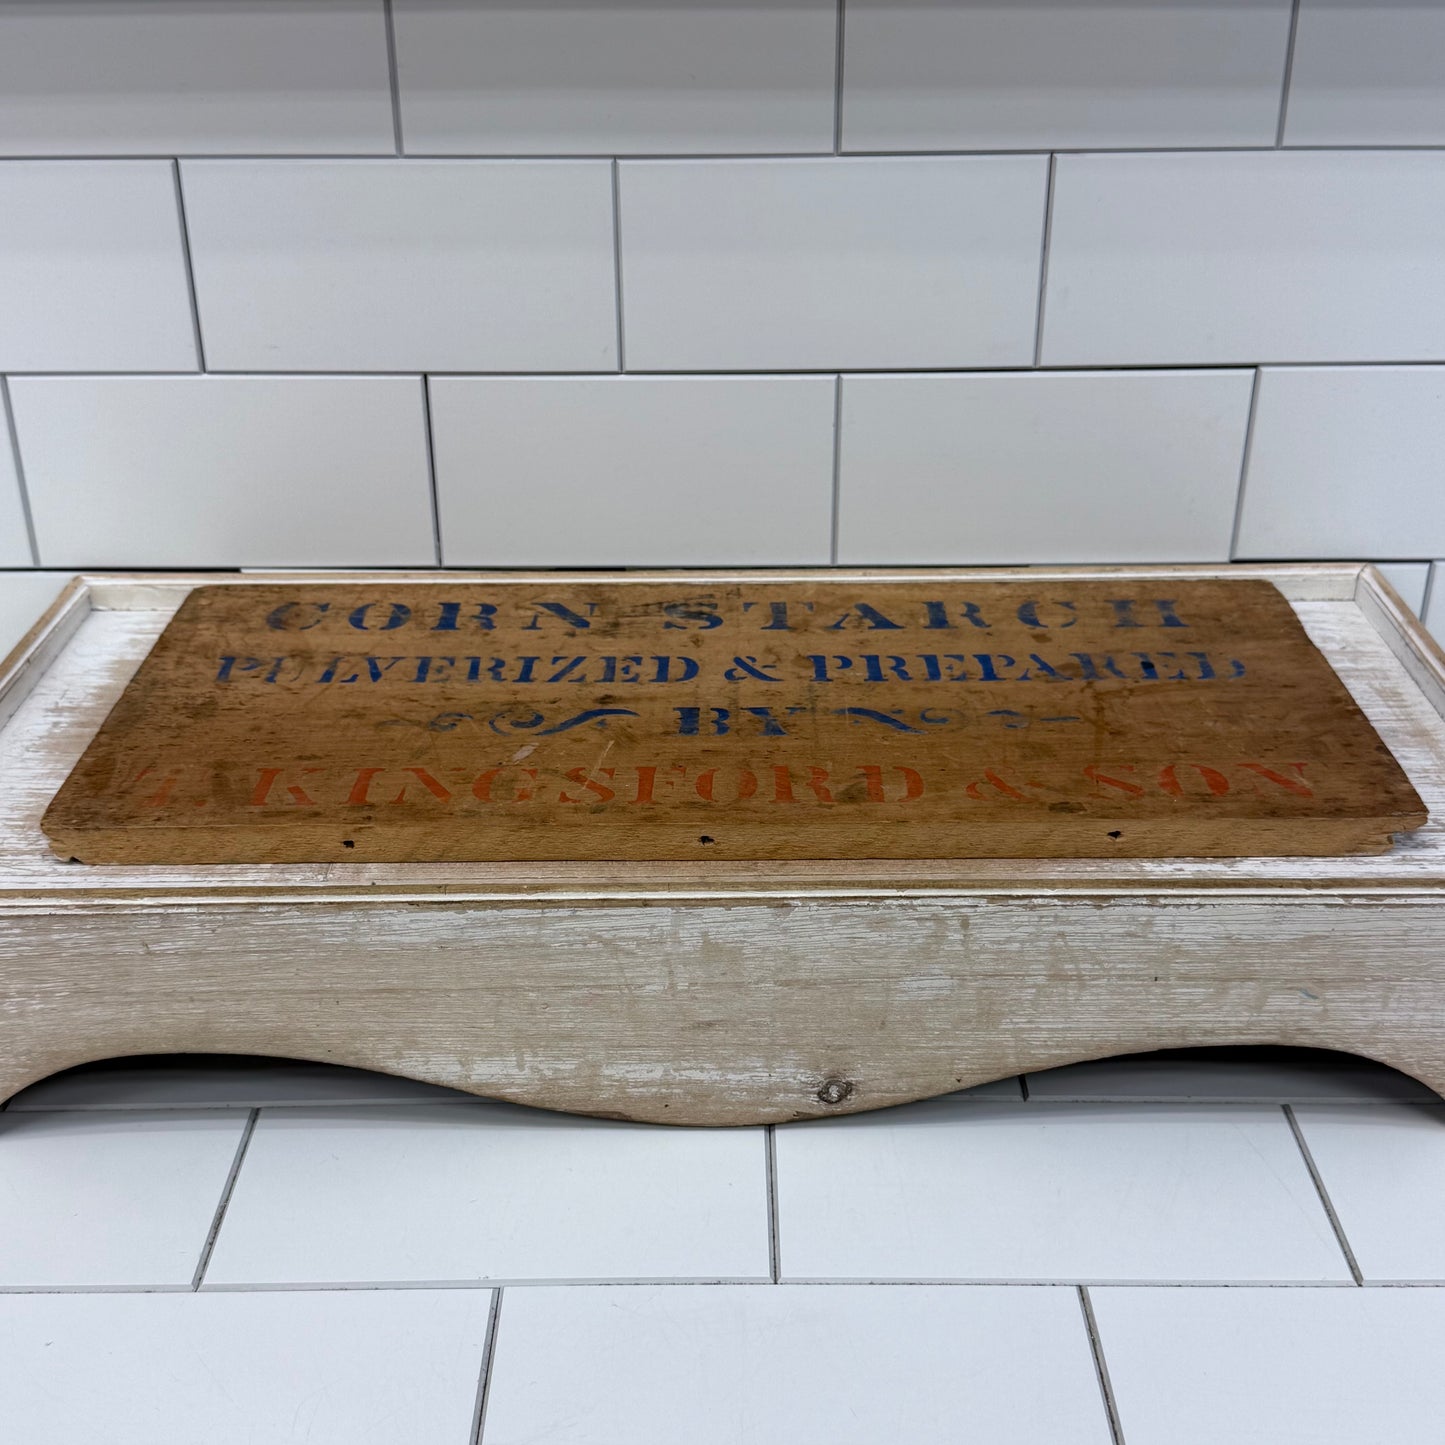 CORN STARCH
PULVERIZED & PREPARED
BY
T. KINGSFORD & SON